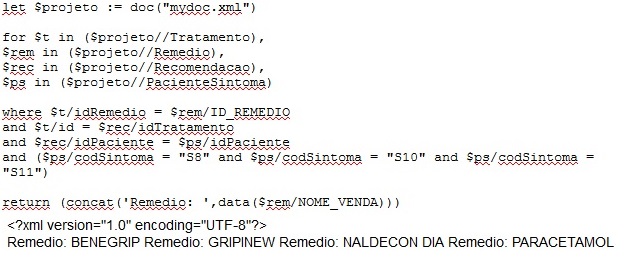 let $projeto := doc("mydoc.xml")
for $t in ($projeto//Tratamento),
$rem in ($projeto//Remedio),
$rec in ($projeto//Recomendacao),
$ps in ($projeto//PacienteSintoma)
where $t/idRemedio = $rem/ID_REMEDIO
and $t/id = $rec/idTratamento
and $rec/idPaciente = $ps/idPaciente
and ($ps/codSintoma = "S8" and $ps/codSintoma = "S10" and $ps/codSintoma =
"S11")
return (concat('Remedio: ',data($rem/NOME_VENDA)))
<?xml version="1.0" encoding="UTF-8"?>
Remedio: BENEGRIP Remedio: GRIPINEW Remedio: NALDECON DIA Remedio: PARACETAMOL